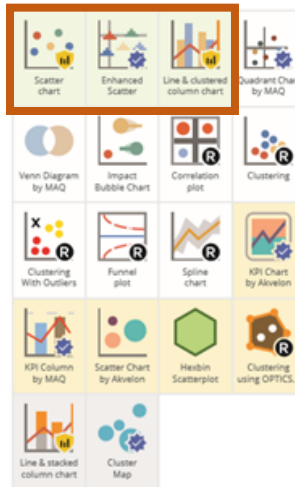 Scatter
chart
Enhanced
Scatter
Line & clustered
column chart
Quadrant Char
by MAQ
Venn Diagram
by MAQ
Impact
Bubble Chart
Correlation
plot
R
Clustering
R
X
R
Clustering
With Outliers
R
Funnel
plot
R
Spline
chart
KPI Chart
by Akvelon
KPI Column
by MAQ
Scatter Chart
by Akvelon
Hexbin
Scatterplot
R
Clustering
using OPTICS.
Line & stacked
column chart
Cluster
Map